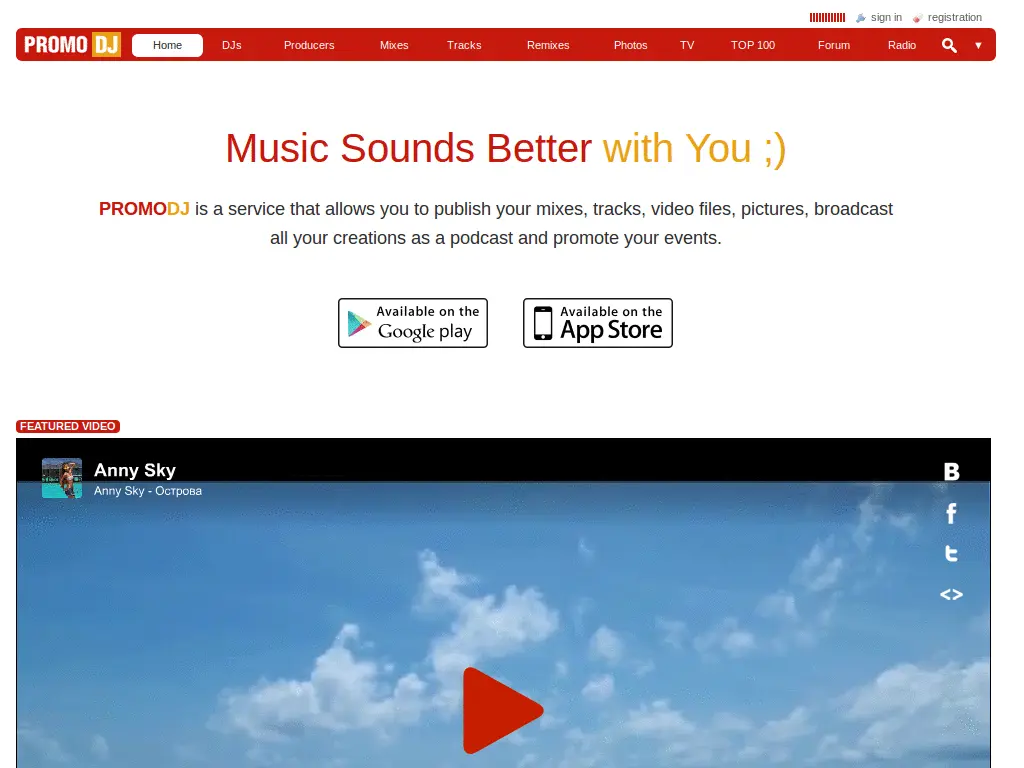 sign in registration
PROMO DJ Home DJs Producers Mixes Tracks Remixes Photos TV TOP 100 Forum Radio
Music Sounds Better with You ;)
PROMODJ is a service that allows you to publish your mixes, tracks, video files, pictures, broadcast
all your creations as a podcast and promote your events.
Available on the
Google play
Available on the
App Store
FEATURED VIDEO
Anny Sky
Anny Sky - Острова